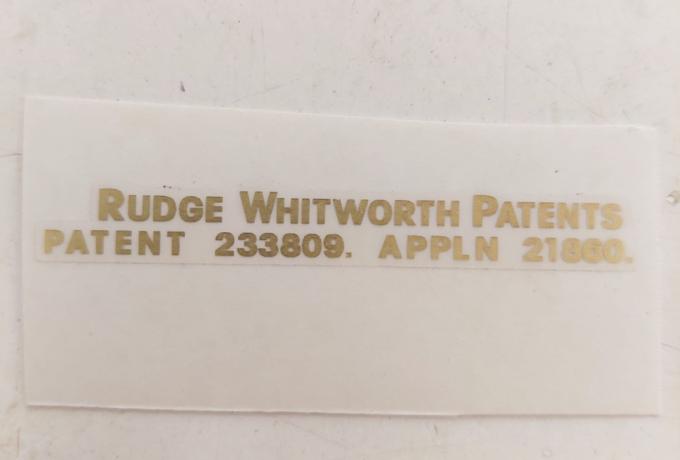 RUDGE WHITWORTH PATENTS
PATENT 233809. APPLN 21860.